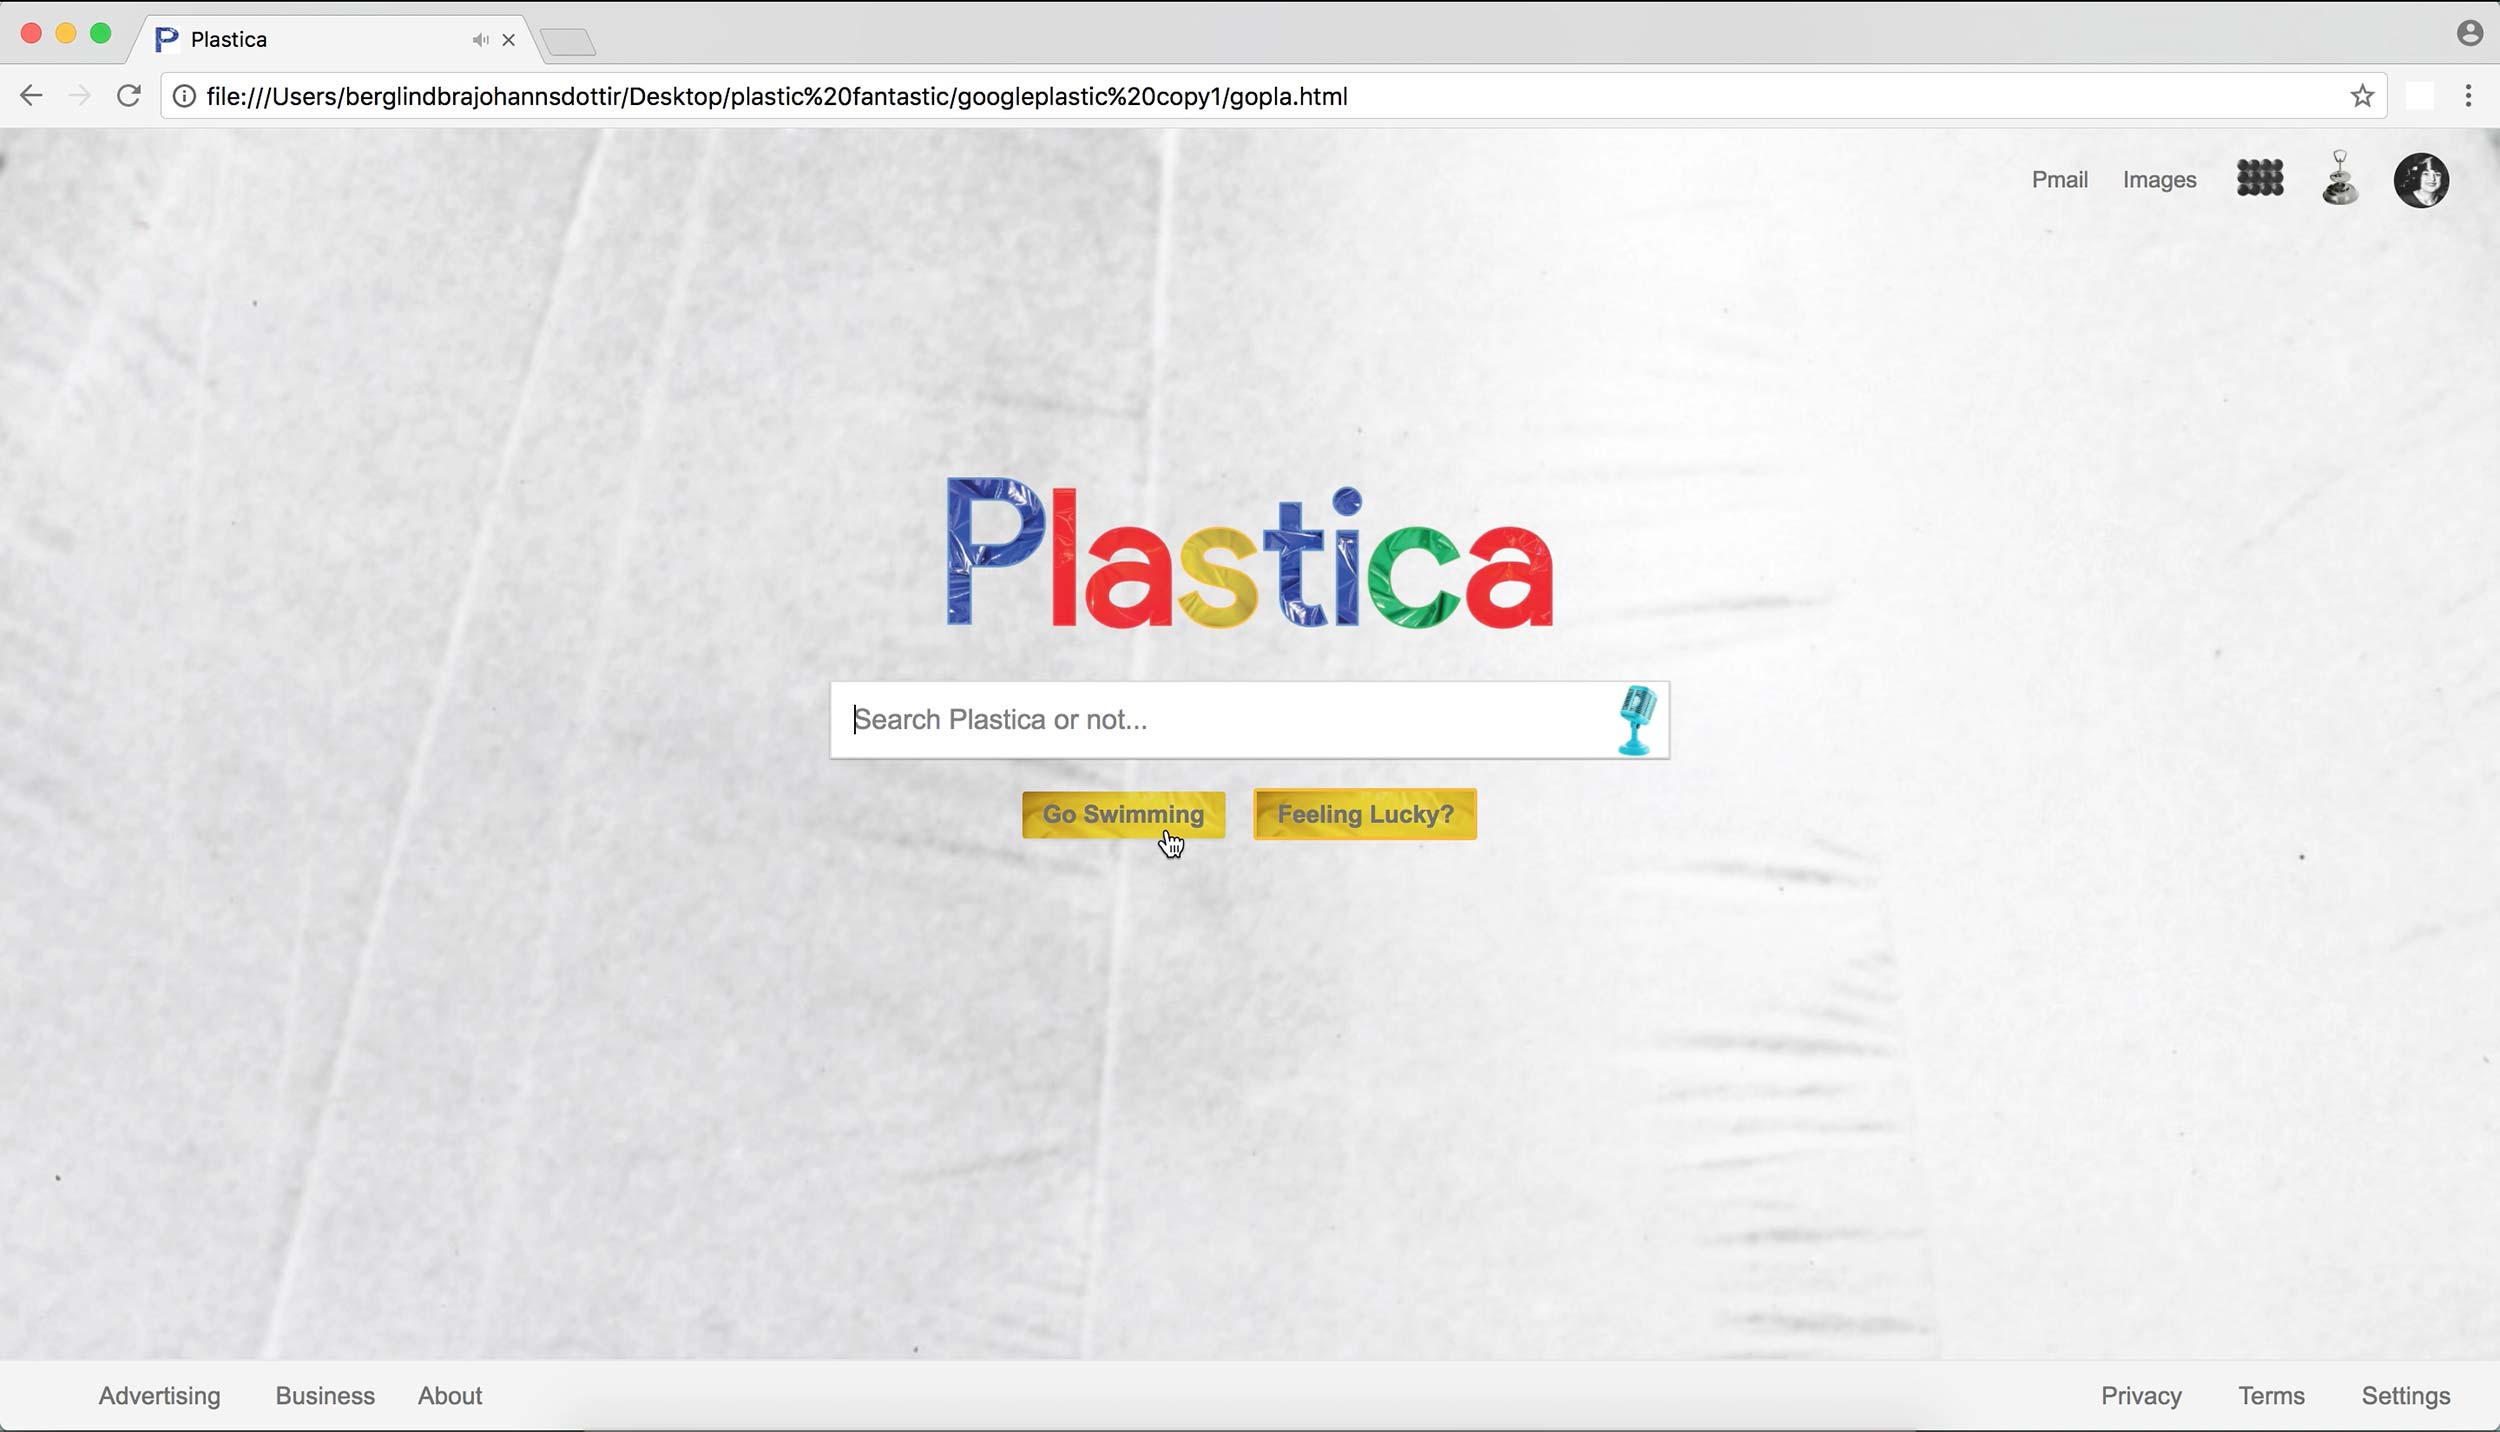 Plastica
file:///Users/berglindbrajohannsdottir/Desktop/plastic%20fantastic/googleplastic%20copy1/gopla.html
Pmail Images
Plastica
Search Plastica or not...
Go Swimming Feeling Lucky?
Advertising Business About Privacy Terms Settings